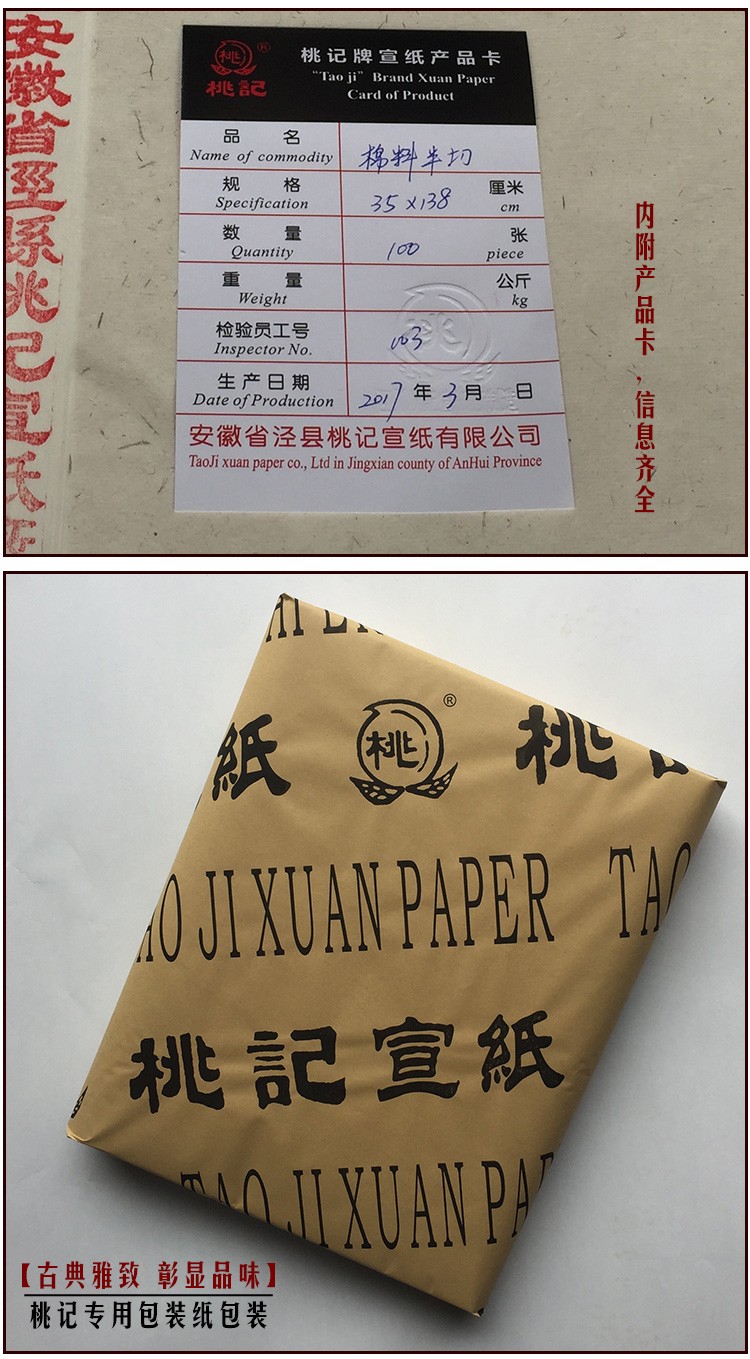 安徽省泾縣桃记宣纸
桃
®
桃記
桃记牌宣纸产品卡
“Tao ji” Brand Xuan Paper
Card of Product
品 名
Name of commodity
棉料半切
规 格
Specification
35×138
厘米
cm
数 量
Quantity
100
张
piece
重 量
Weight
公斤
kg
桃
检验员工号
Inspector No.
103
生产日期
Date of Production
2017年3月 日
安徽省泾县桃记宣纸有限公司
TaoJi xuan paper co., Ltd in Jingxian county of AnHui Province
内附产品卡，信息齐全
紙
桃
®
桃
AO JI XUAN PAPER TAO
桃記宣紙
TAO JI XUAN PAP
【古典雅致 彰显品味】
桃记专用包装纸包装